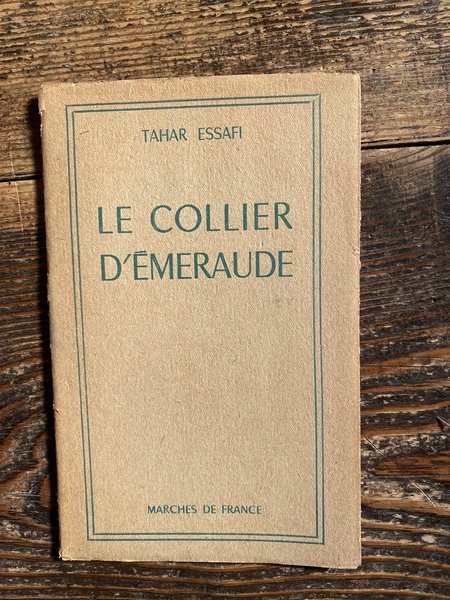 TAHAR ESSAFI
LE COLLIER
D'ÉMERAUDE
MARCHES DE FRANCE